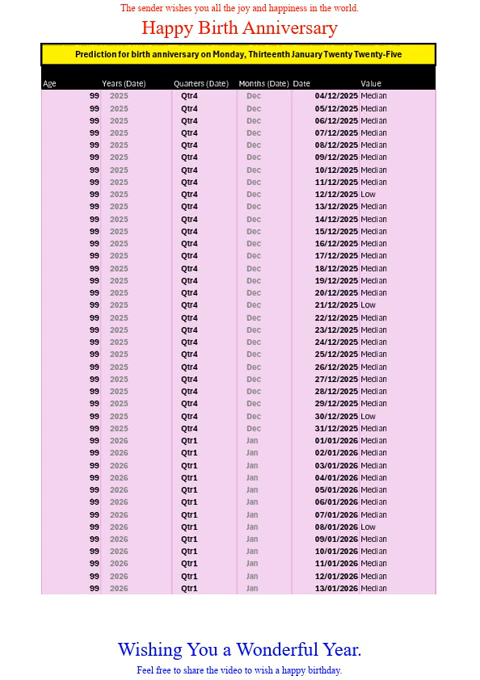 The sender wishes you all the joy and happiness in the world.
Happy Birth Anniversary
Prediction for birth anniversary on Monday, Thirteenth January Twenty Twenty-Five
Age Years (Date) Quarters (Date) Months (Date) Date Value
99 2025 Qtr4 Dec 04/12/2025 Median
99 2025 Qtr4 Dec 05/12/2025 Median
99 2025 Qtr4 Dec 06/12/2025 Median
99 2025 Qtr4 Dec 07/12/2025 Median
99 2025 Qtr4 Dec 08/12/2025 Median
99 2025 Qtr4 Dec 09/12/2025 Median
99 2025 Qtr4 Dec 10/12/2025 Median
99 2025 Qtr4 Dec 11/12/2025 Median
99 2025 Qtr4 Dec 12/12/2025 Low
99 2025 Qtr4 Dec 13/12/2025 Median
99 2025 Qtr4 Dec 14/12/2025 Median
99 2025 Qtr4 Dec 15/12/2025 Median
99 2025 Qtr4 Dec 16/12/2025 Median
99 2025 Qtr4 Dec 17/12/2025 Median
99 2025 Qtr4 Dec 18/12/2025 Median
99 2025 Qtr4 Dec 19/12/2025 Median
99 2025 Qtr4 Dec 20/12/2025 Median
99 2025 Qtr4 Dec 21/12/2025 Low
99 2025 Qtr4 Dec 22/12/2025 Median
99 2025 Qtr4 Dec 23/12/2025 Median
99 2025 Qtr4 Dec 24/12/2025 Median
99 2025 Qtr4 Dec 25/12/2025 Median
99 2025 Qtr4 Dec 26/12/2025 Median
99 2025 Qtr4 Dec 27/12/2025 Median
99 2025 Qtr4 Dec 28/12/2025 Median
99 2025 Qtr4 Dec 29/12/2025 Median
99 2025 Qtr4 Dec 30/12/2025 Low
99 2025 Qtr4 Dec 31/12/2025 Median
99 2026 Qtr1 Jan 01/01/2026 Median
99 2026 Qtr1 Jan 02/01/2026 Median
99 2026 Qtr1 Jan 03/01/2026 Median
99 2026 Qtr1 Jan 04/01/2026 Median
99 2026 Qtr1 Jan 05/01/2026 Median
99 2026 Qtr1 Jan 06/01/2026 Median
99 2026 Qtr1 Jan 07/01/2026 Median
99 2026 Qtr1 Jan 08/01/2026 Low
99 2026 Qtr1 Jan 09/01/2026 Median
99 2026 Qtr1 Jan 10/01/2026 Median
99 2026 Qtr1 Jan 11/01/2026 Median
99 2026 Qtr1 Jan 12/01/2026 Median
99 2026 Qtr1 Jan 13/01/2026 Median
Wishing You a Wonderful Year.
Feel free to share the video to wish a happy birthday.